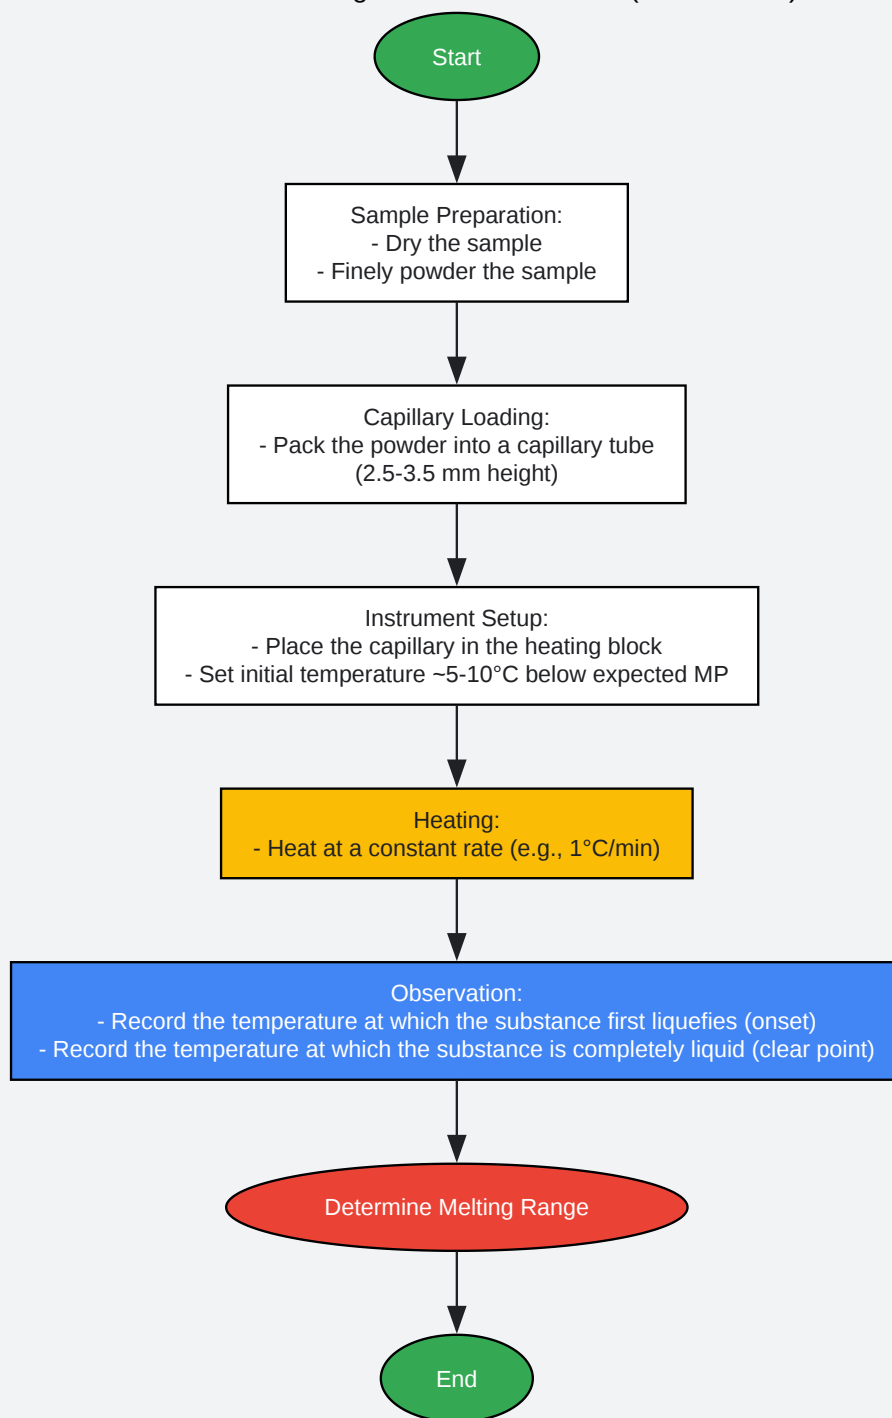 Start
Sample Preparation:
- Dry the sample
- Finely powder the sample
Capillary Loading:
- Pack the powder into a capillary tube
(2.5-3.5 mm height)
Instrument Setup:
- Place the capillary in the heating block
- Set initial temperature ~5-10°C below expected MP
Heating:
- Heat at a constant rate (e.g., 1°C/min)
Observation:
- Record the temperature at which the substance first liquefies (onset)
- Record the temperature at which the substance is completely liquid (clear point)
Determine Melting Range
End